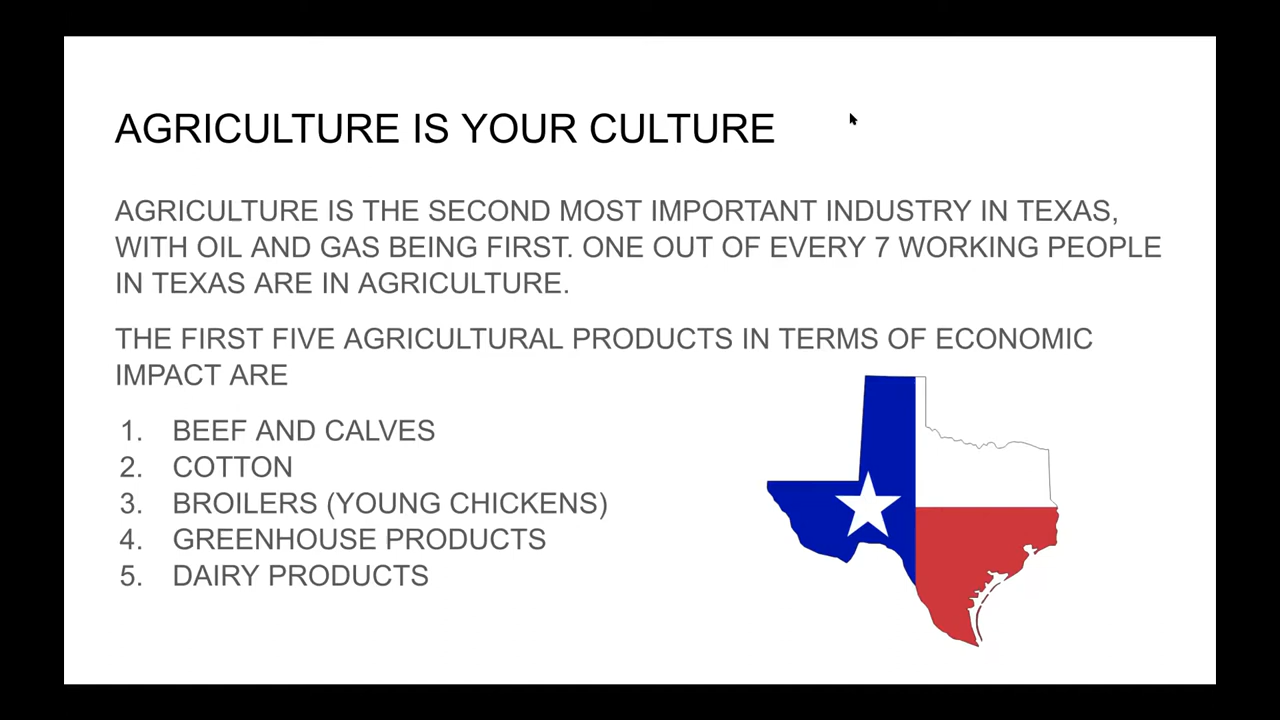 AGRICULTURE IS YOUR CULTURE
AGRICULTURE IS THE SECOND MOST IMPORTANT INDUSTRY IN TEXAS,
WITH OIL AND GAS BEING FIRST. ONE OUT OF EVERY 7 WORKING PEOPLE
IN TEXAS ARE IN AGRICULTURE.
THE FIRST FIVE AGRICULTURAL PRODUCTS IN TERMS OF ECONOMIC
IMPACT ARE
1. BEEF AND CALVES
2. COTTON
3. BROILERS (YOUNG CHICKENS)
4. GREENHOUSE PRODUCTS
5. DAIRY PRODUCTS